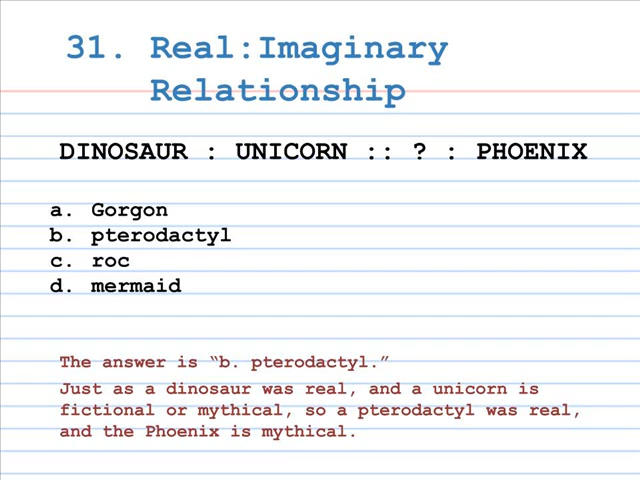 31. Real:Imaginary
Relationship
DINOSAUR : UNICORN :: ? : PHOENIX
a. Gorgon
b. pterodactyl
c. roc
d. mermaid
The answer is “b. pterodactyl.”
Just as a dinosaur was real, and a unicorn is
fictional or mythical, so a pterodactyl was real,
and the Phoenix is mythical.